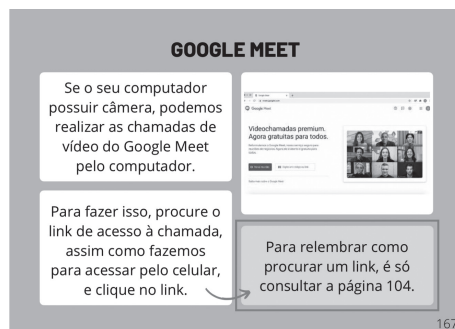 GOOGLE MEET
Se o seu computador
possuir câmera, podemos
realizar as chamadas de
vídeo do Google Meet
pelo computador.
Google Meet
Videochamadas premium.
Agora gratuitas para todos.
Para fazer isso, procure o
link de acesso à chamada,
assim como fazemos
para acessar pelo celular,
e clique no link.
Para relembrar como
procurar um link, é só
consultar a página 104.
167